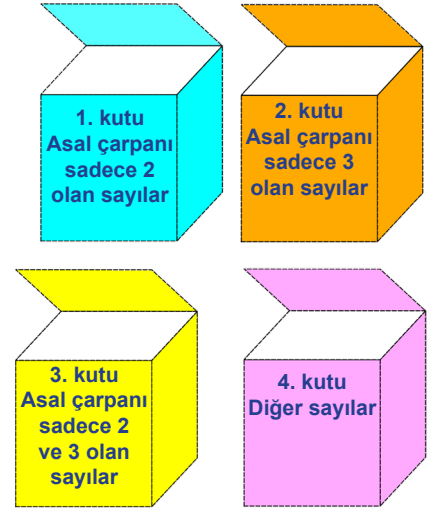 1. kutu
Asal çarpanı
sadece 2
olan sayılar
2. kutu
Asal çarpanı
sadece 3
olan sayılar
3. kutu
Asal çarpanı
sadece 2
ve 3 olan
sayılar
4. kutu
Diğer sayılar